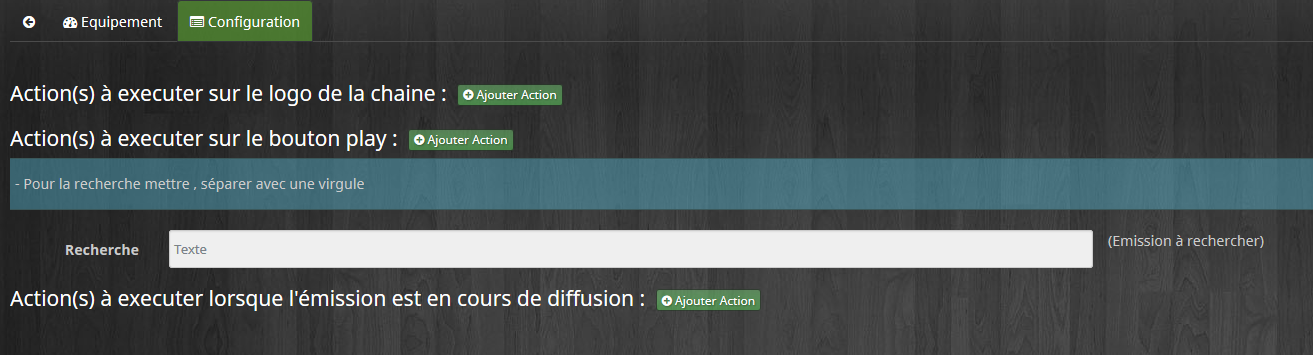 Equipement Configuration
Action(s) à executer sur le logo de la chaine : Ajouter Action
Action(s) à executer sur le bouton play : Ajouter Action
- Pour la recherche mettre , séparer avec une virgule
Recherche Texte (Emission à rechercher)
Action(s) à executer lorsque l'émission est en cours de diffusion : Ajouter Action